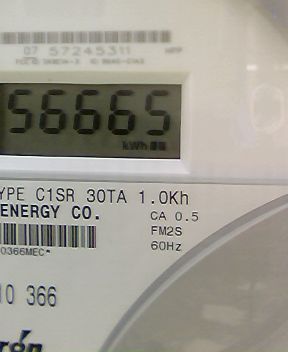 07 57245311
56665
kWh
YPE C1SR 30TA 1.0Kh
ENERGY CO.
CA 0.5
FM2S
0366MEC*
60Hz
10 366
rón